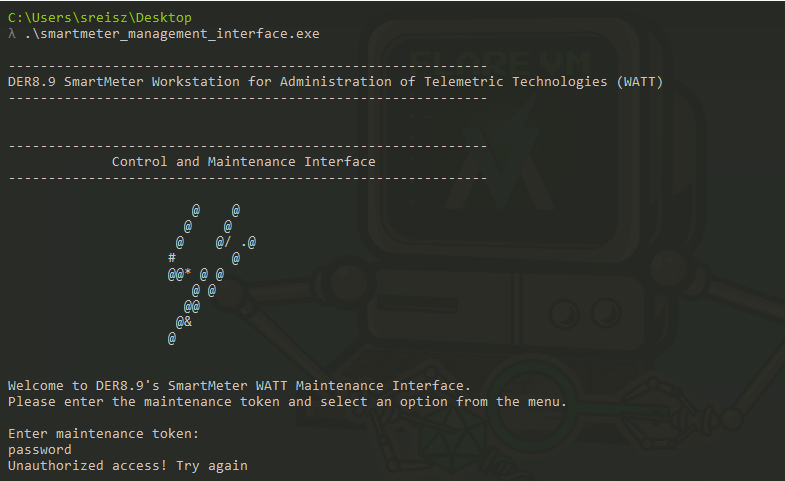 C:\Users\sreisz\Desktop
λ .\smartmeter_management_interface.exe
------------------------------------------------------------
DER8.9 SmartMeter Workstation for Administration of Telemetric Technologies (WATT)
------------------------------------------------------------
------------------------------------------------------------
Control and Maintenance Interface
------------------------------------------------------------
@    @
@    @
@    @/ .@
#       @
@@* @ @
@ @
@@
@&
@
Welcome to DER8.9's SmartMeter WATT Maintenance Interface.
Please enter the maintenance token and select an option from the menu.
Enter maintenance token:
password
Unauthorized access! Try again
FLARE VM